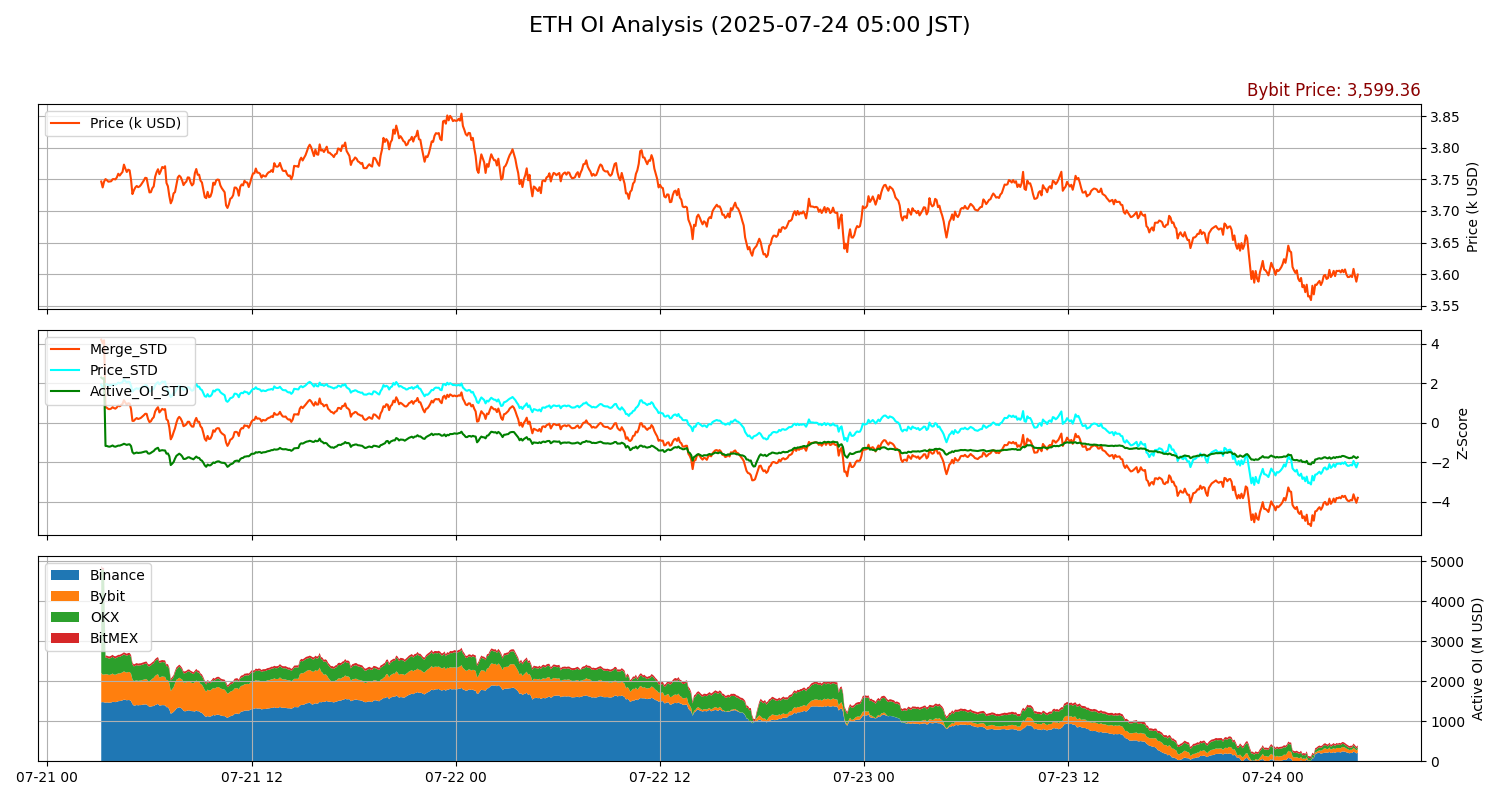 ETH OI Analysis (2025-07-24 05:00 JST)
Bybit Price: 3,599.36
Price (k USD)
3.85
3.80
3.75
3.70
3.65
3.60
3.55
Price (k USD)
Merge_STD
Price_STD
Active_OI_STD
4
2
0
−2
−4
Z-Score
Binance
Bybit
OKX
BitMEX
5000
4000
3000
2000
1000
0
Active OI (M USD)
07-21 00
07-21 12
07-22 00
07-22 12
07-23 00
07-23 12
07-24 00